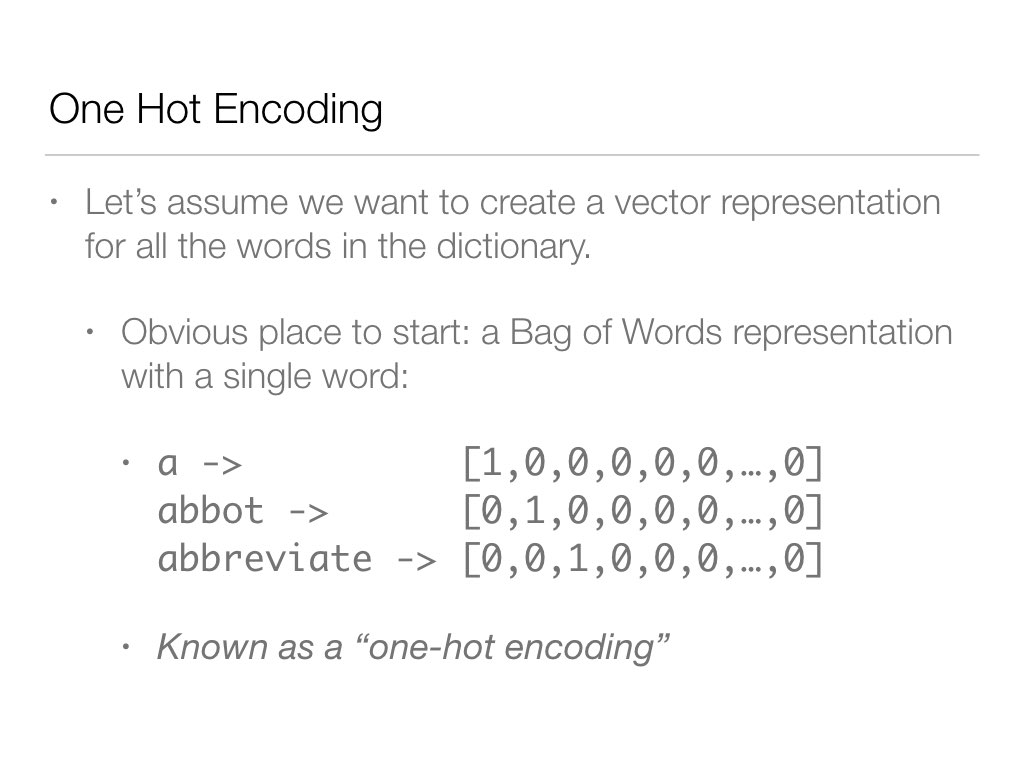 One Hot Encoding
• Let’s assume we want to create a vector representation
for all the words in the dictionary.
• Obvious place to start: a Bag of Words representation
with a single word:
• a -> [1,0,0,0,0,0,…,0]
abbot -> [0,1,0,0,0,0,…,0]
abbreviate -> [0,0,1,0,0,0,…,0]
• Known as a “one-hot encoding”